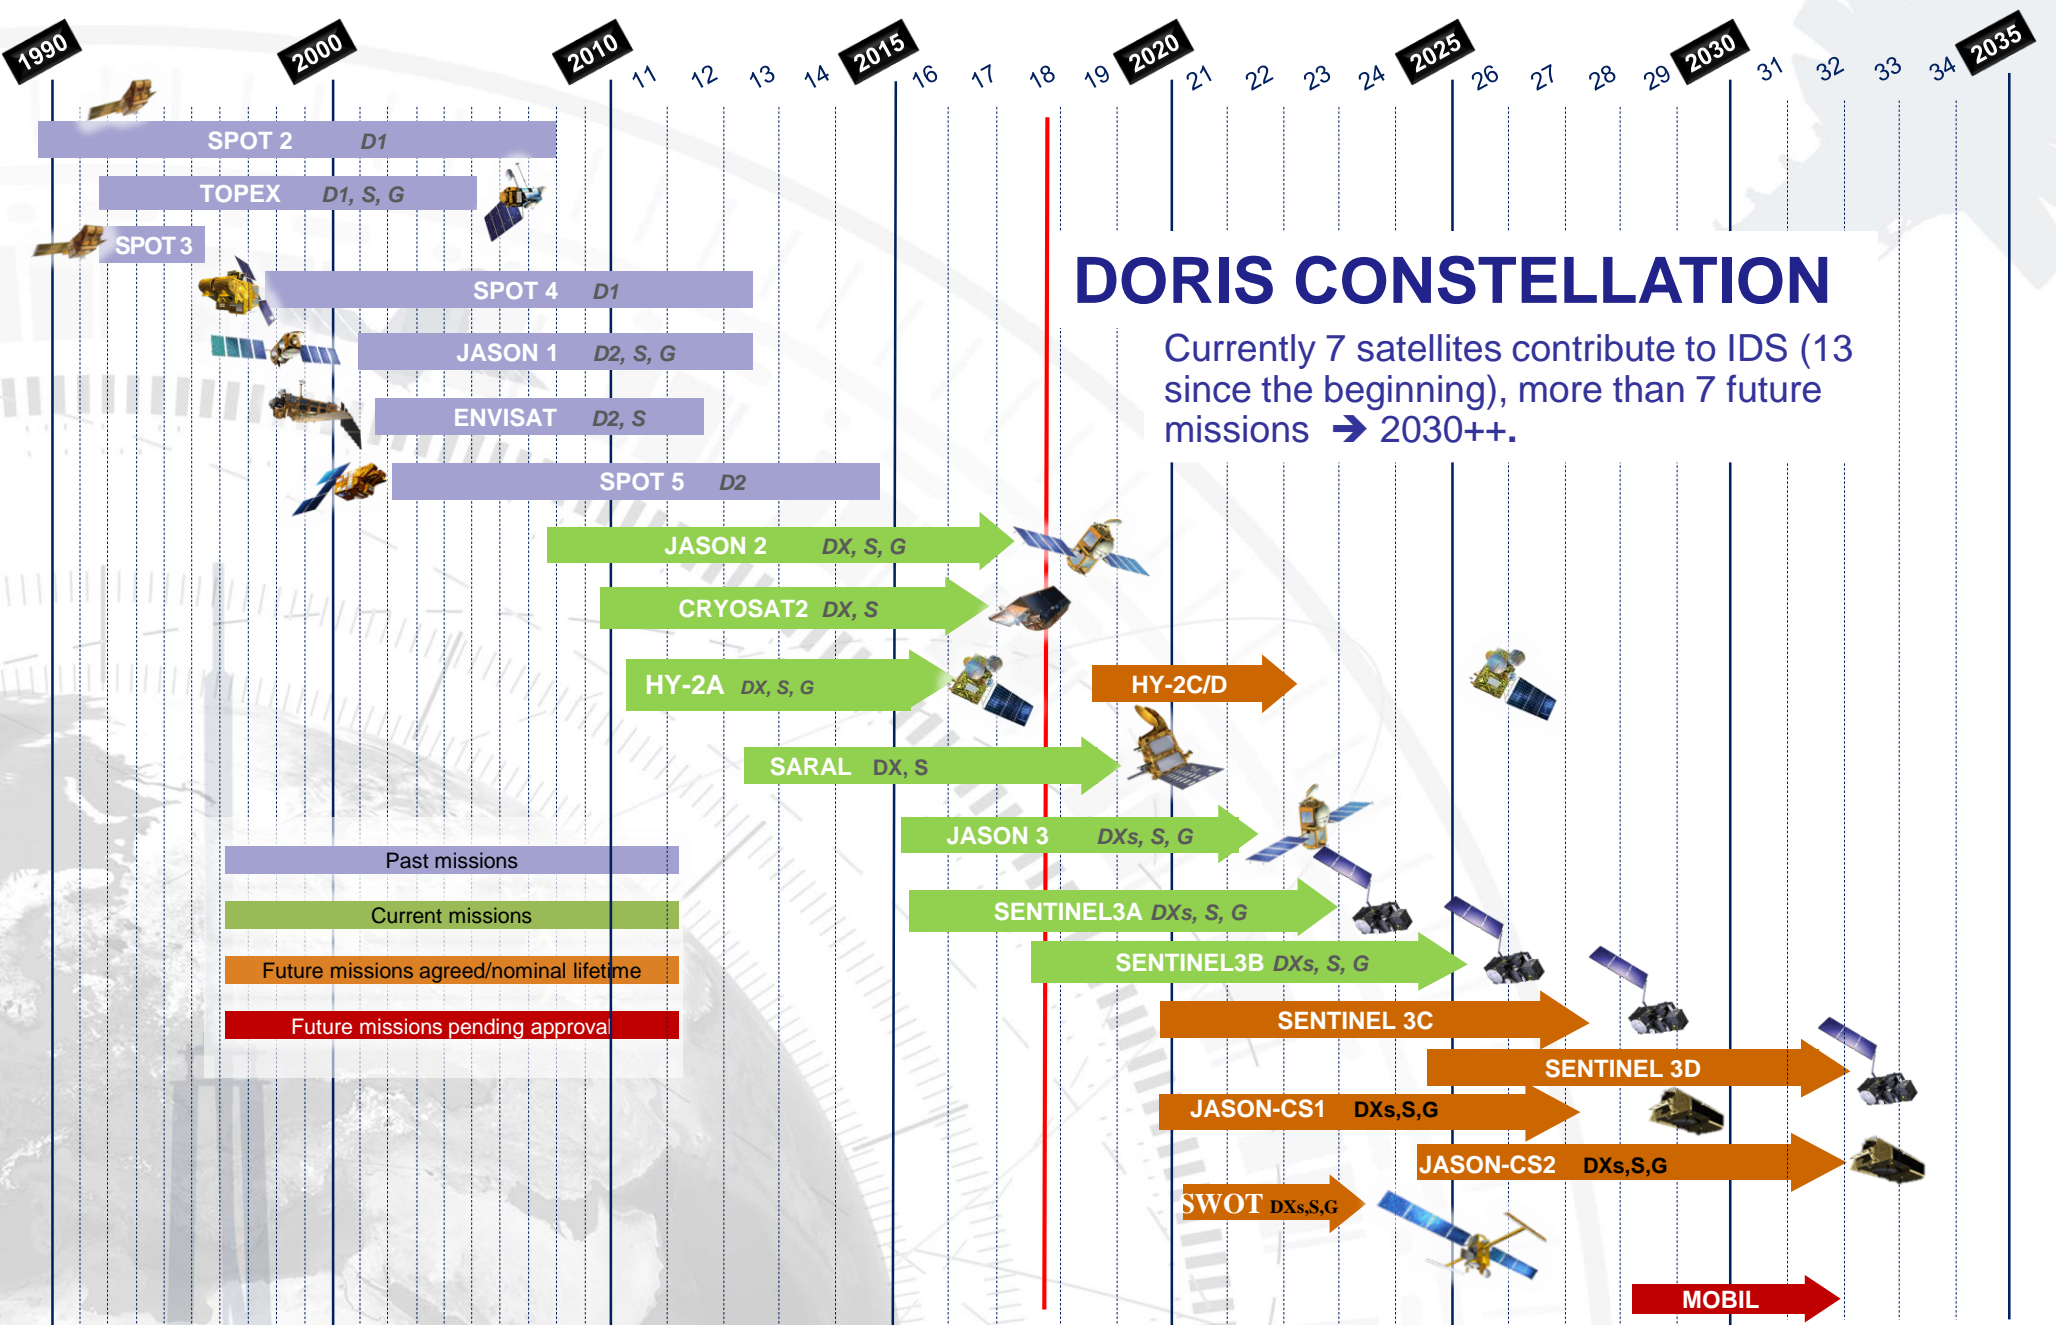 1990
2000
2010
11
12
13
14
2015
16
17
18
19
2020
21
22
23
24
2025
26
27
28
29
2030
31
32
33
34
2035
SPOT 2 D1
TOPEX D1, S, G
SPOT 3
SPOT 4 D1
JASON 1 D2, S, G
ENVISAT D2, S
SPOT 5 D2
DORIS CONSTELLATION
Currently 7 satellites contribute to IDS (13
since the beginning), more than 7 future
missions ➔ 2030++.
JASON 2 DX, S, G
CRYOSAT2 DX, S
HY-2A DX, S, G
HY-2C/D
SARAL DX, S
JASON 3 DXs, S, G
SENTINEL3A DXs, S, G
SENTINEL3B DXs, S, G
SENTINEL 3C
SENTINEL 3D
JASON-CS1 DXs,S,G
JASON-CS2 DXs,S,G
SWOT DXs,S,G
MOBIL
Past missions
Current missions
Future missions agreed/nominal lifetime
Future missions pending approval